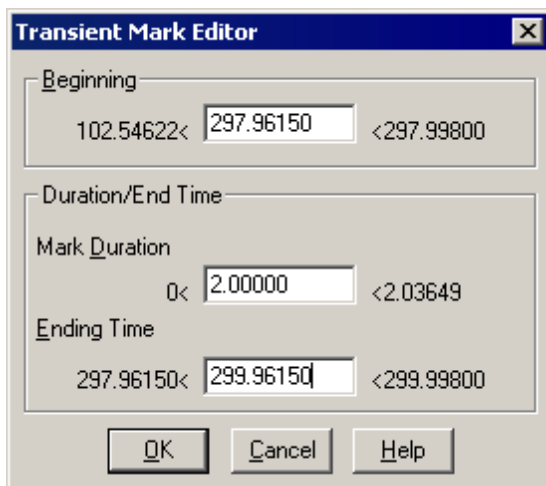 Transient Mark Editor
Beginning
102.54622< 297.96150 <297.99800
Duration/End Time
Mark Duration
0< 2.00000 <2.03649
Ending Time
297.96150< 299.96150 <299.99800
OK Cancel Help